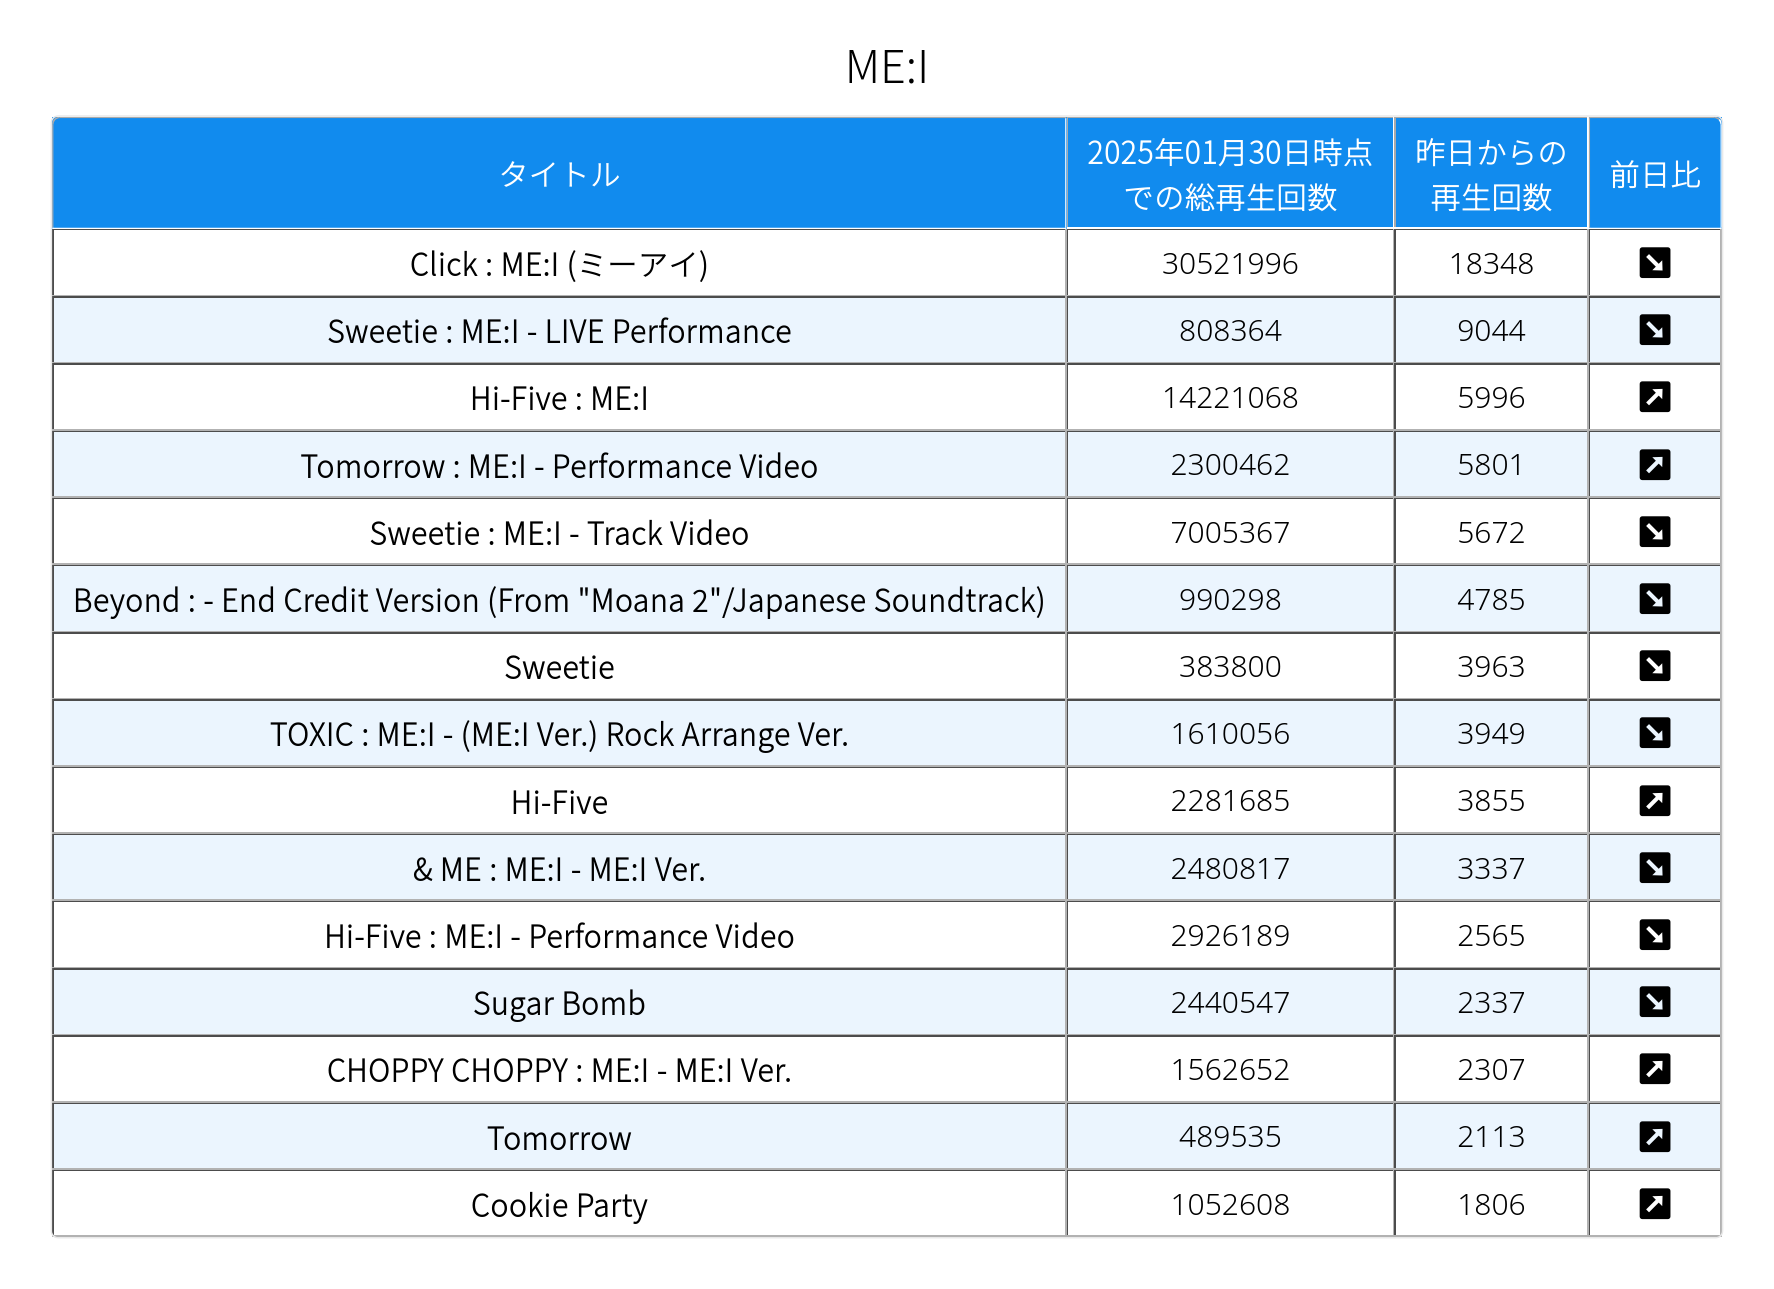 ME:I
タイトル
2025年01月30日時点
での総再生回数
昨日からの
再生回数
前日比
Click : ME:I (ミーアイ) 30521996 18348
Sweetie : ME:I - LIVE Performance 808364 9044
Hi-Five : ME:I 14221068 5996
Tomorrow : ME:I - Performance Video 2300462 5801
Sweetie : ME:I - Track Video 7005367 5672
Beyond : - End Credit Version (From "Moana 2"/Japanese Soundtrack) 990298 4785
Sweetie 383800 3963
TOXIC : ME:I - (ME:I Ver.) Rock Arrange Ver. 1610056 3949
Hi-Five 2281685 3855
& ME : ME:I - ME:I Ver. 2480817 3337
Hi-Five : ME:I - Performance Video 2926189 2565
Sugar Bomb 2440547 2337
CHOPPY CHOPPY : ME:I - ME:I Ver. 1562652 2307
Tomorrow 489535 2113
Cookie Party 1052608 1806